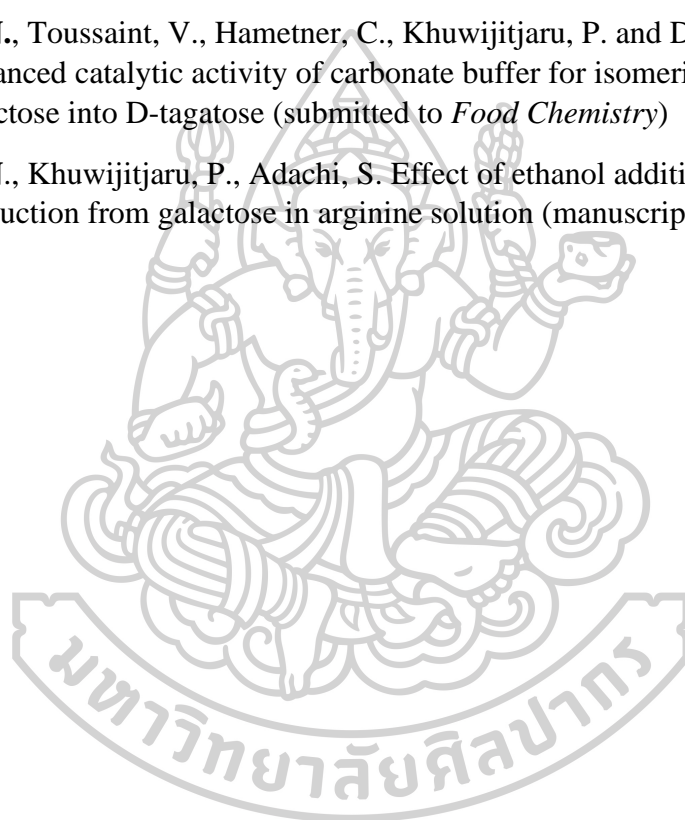 N., Toussaint, V., Hametner, C., Khuwijitjaru, P. and D
anced catalytic activity of carbonate buffer for isomeri
ctose into D-tagatose (submitted to Food Chemistry)
N., Khuwijitjaru, P., Adachi, S. Effect of ethanol additi
uction from galactose in arginine solution (manuscrip
มหาวิทยาลัยศิลปากร